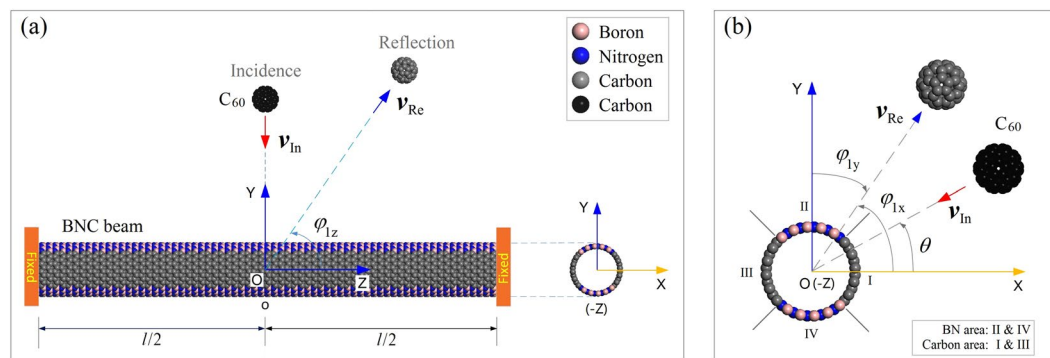 (a)
Incidence
C60
vIn
Reflection
vRe
Boron
Nitrogen
Carbon
Carbon
BNC beam
Y
φ1z
Fixed
O
Z
o
Fixed
l/2
l/2
Y
X
(-Z)
(b)
Y
vRe
C60
φ1y
φ1x
vIn
II
θ
III
I
O (-Z)
X
IV
BN area: II & IV
Carbon area: I & III